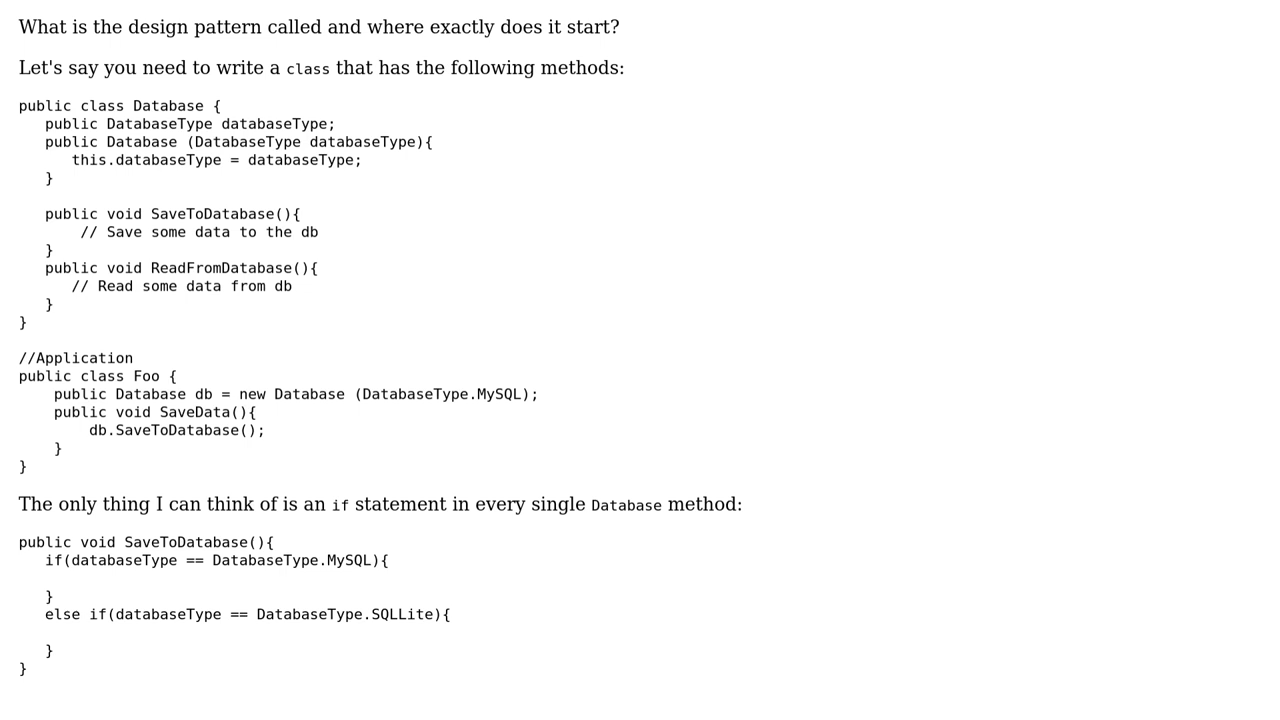 What is the design pattern called and where exactly does it start?
Let's say you need to write a class that has the following methods:
public class Database {
   public DatabaseType databaseType;
   public Database (DatabaseType databaseType){
      this.databaseType = databaseType;
   }

   public void SaveToDatabase(){
       // Save some data to the db
   }
   public void ReadFromDatabase(){
      // Read some data from db
   }
}

//Application
public class Foo {
    public Database db = new Database (DatabaseType.MySQL);
    public void SaveData(){
        db.SaveToDatabase();
    }
}
The only thing I can think of is an if statement in every single Database method:
public void SaveToDatabase(){
   if(databaseType == DatabaseType.MySQL){

   }
   else if(databaseType == DatabaseType.SQLLite){

   }
}